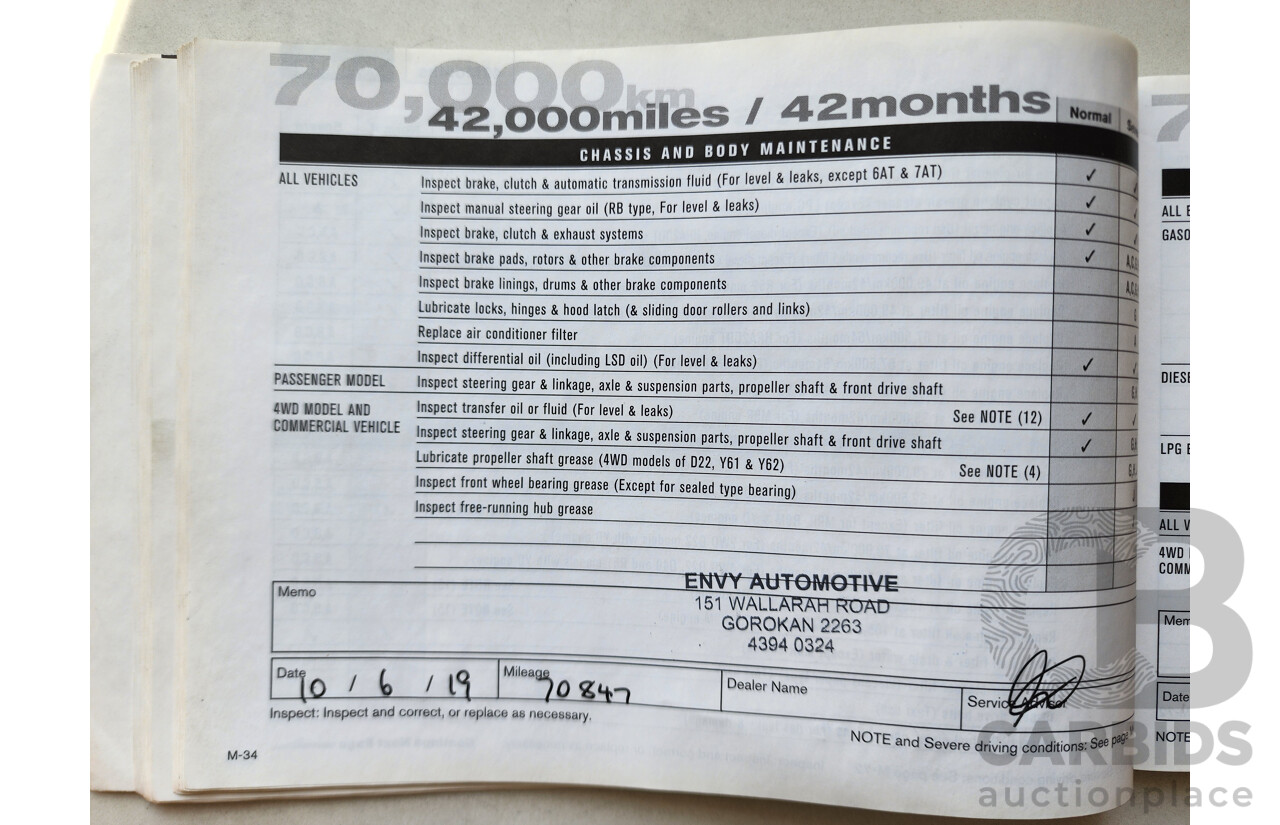 70,000km
42,000miles / 42months
Normal
CHASSIS AND BODY MAINTENANCE
ALL VEHICLES
Inspect brake, clutch & automatic transmission fluid (For level & leaks, except 6AT & 7AT) ✓
Inspect manual steering gear oil (RB type, For level & leaks) ✓
Inspect brake, clutch & exhaust systems ✓
Inspect brake pads, rotors & other brake components ✓
Inspect brake linings, drums & other brake components
Lubricate locks, hinges & hood latch (& sliding door rollers and links)
Replace air conditioner filter
Inspect differential oil (including LSD oil) (For level & leaks) ✓
PASSENGER MODEL
Inspect steering gear & linkage, axle & suspension parts, propeller shaft & front drive shaft
4WD MODEL AND
COMMERCIAL VEHICLE
Inspect transfer oil or fluid (For level & leaks) See NOTE (12) ✓
Inspect steering gear & linkage, axle & suspension parts, propeller shaft & front drive shaft ✓
Lubricate propeller shaft grease (4WD models of D22, Y61 & Y62) See NOTE (4)
Inspect front wheel bearing grease (Except for sealed type bearing)
Inspect free-running hub grease
Memo
ENVY AUTOMOTIVE
151 WALLARAH ROAD
GOROKAN 2263
4394 0324
Date 10 / 6 / 19
Mileage 70847
Dealer Name
Service Advisor
Inspect: Inspect and correct, or replace as necessary.
NOTE and Severe driving conditions: See page
M-34
7
ALL
GASO
DIESE
LPG
ALL
4WD
COMM
Mem
Date
NOTE
CB
CARBIDS
auctionplace